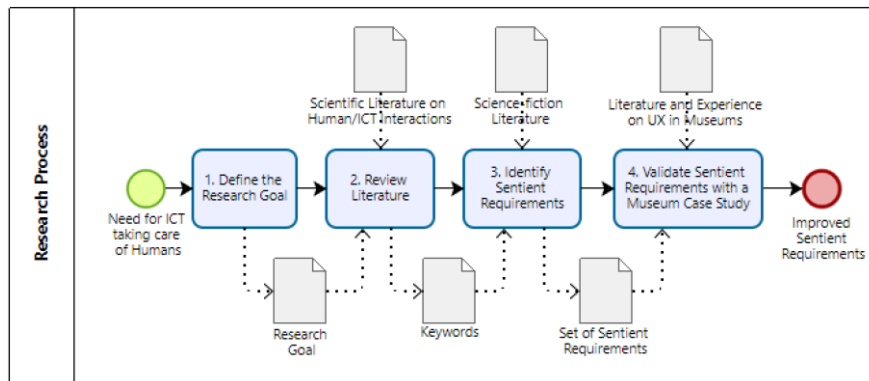 Research Process
Scientific Literature on
Human/ICT Interactions
Science-fiction
Literature
Literature and Experience
on UX in Museums
1. Define the
Research Goal
2. Review
Literature
3. Identify
Sentient
Requirements
4. Validate Sentient
Requirements with a
Museum Case Study
Need for ICT
taking care
of Humans
Improved
Sentient
Requirements
Research
Goal
Keywords
Set of Sentient
Requirements